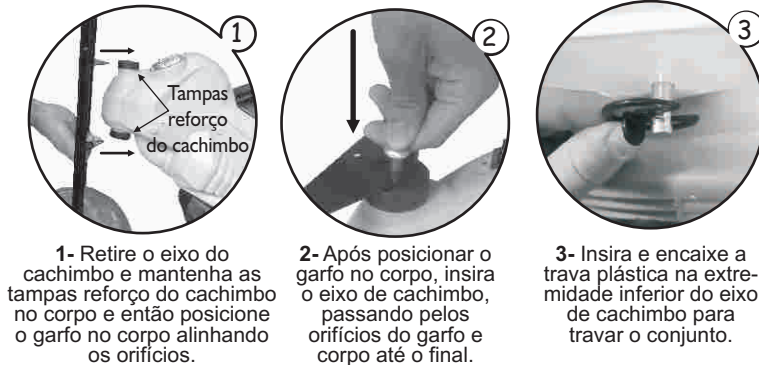 1
Tampas
reforço
do cachimbo
1- Retire o eixo do
cachimbo e mantenha as
tampas reforço do cachimbo
no corpo e então posicione
o garfo no corpo alinhando
os orifícios.
2
2- Após posicionar o
garfo no corpo, insira
o eixo de cachimbo,
passando pelos
orifícios do garfo e
corpo até o final.
3
3- Insira e encaixe a
trava plástica na extre-
midade inferior do eixo
de cachimbo para
travar o conjunto.